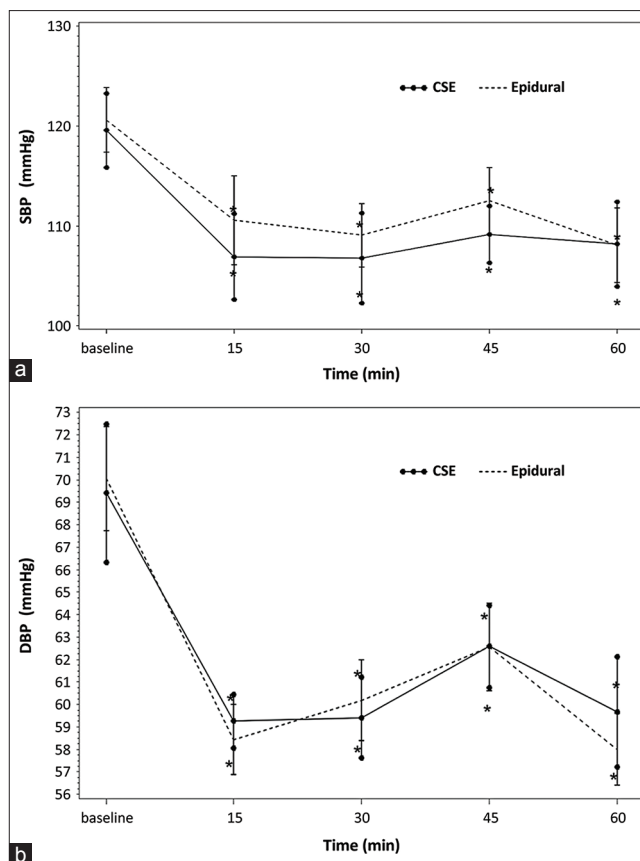 130
120
110
100
SBP (mmHg)
CSE Epidural
* * * *
* * * *
baseline 15 30 45 60
Time (min)
a
73
72
71
70
69
68
67
66
65
64
63
62
61
60
59
58
57
56
DBP (mmHg)
CSE Epidural
* * * *
* * * *
baseline 15 30 45 60
Time (min)
b